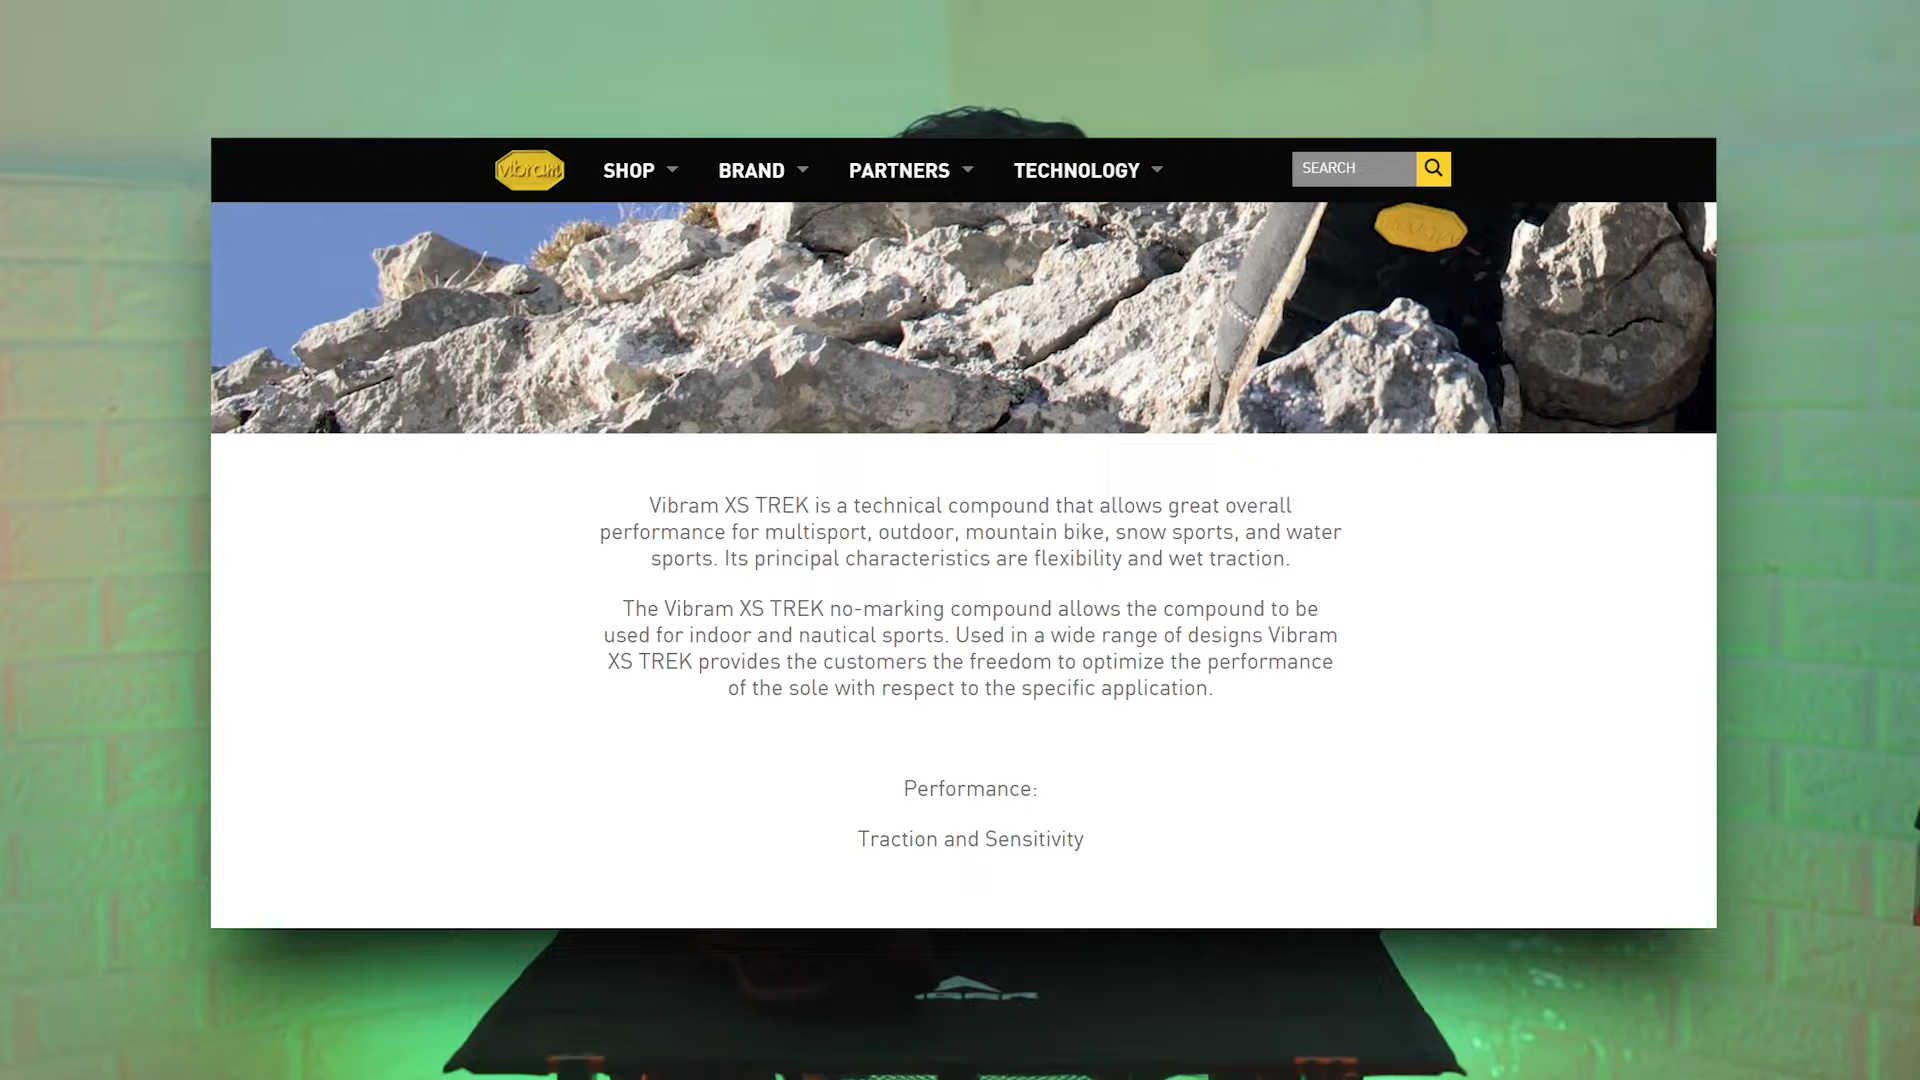 vibram SHOP BRAND PARTNERS TECHNOLOGY SEARCH
Vibram XS TREK is a technical compound that allows great overall
performance for multisport, outdoor, mountain bike, snow sports, and water
sports. Its principal characteristics are flexibility and wet traction.
The Vibram XS TREK no-marking compound allows the compound to be
used for indoor and nautical sports. Used in a wide range of designs Vibram
XS TREK provides the customers the freedom to optimize the performance
of the sole with respect to the specific application.
Performance:
Traction and Sensitivity